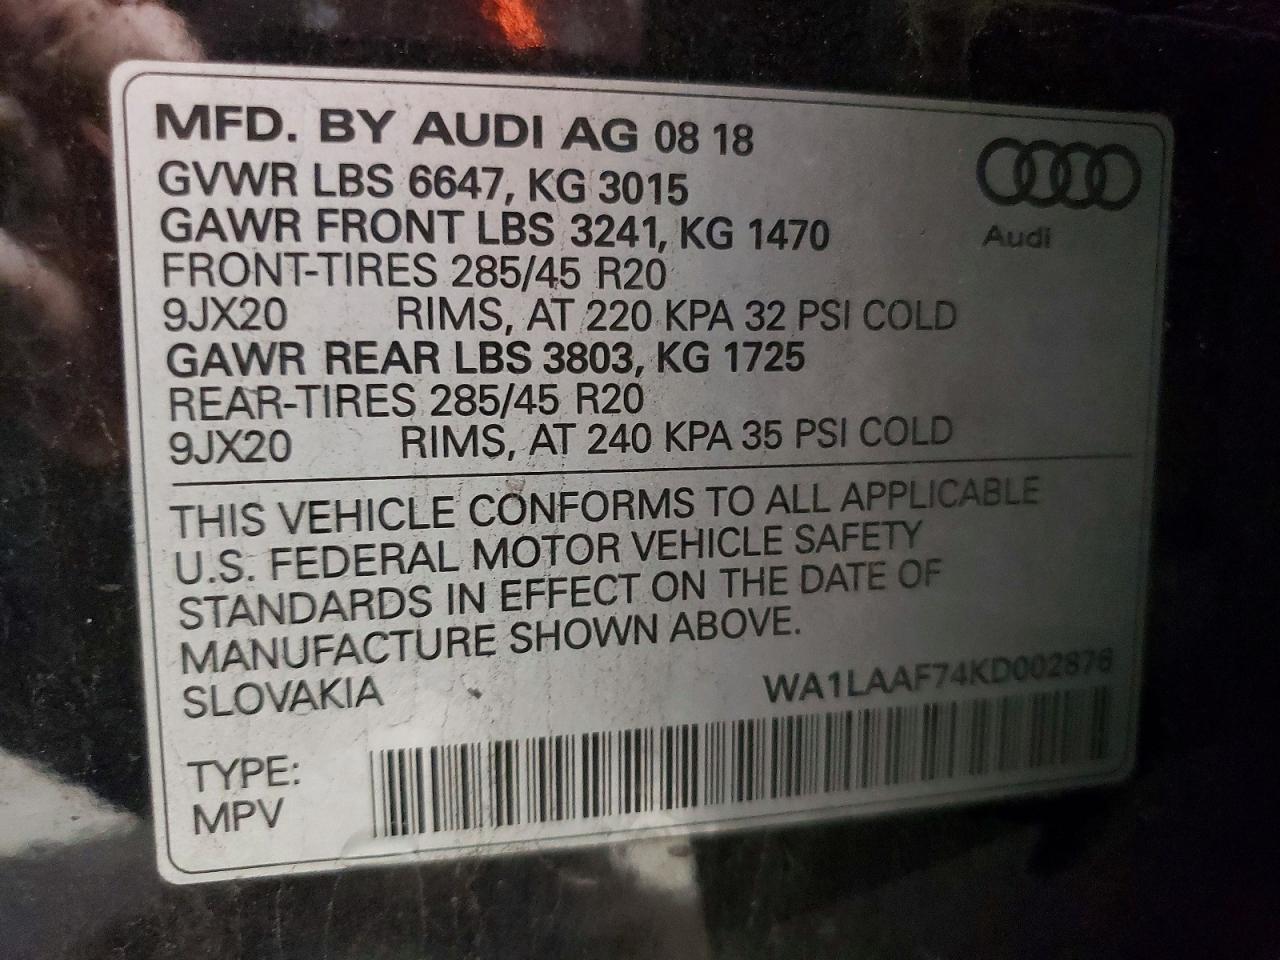 MFD. BY AUDI AG 08 18
GVWR LBS 6647, KG 3015
GAWR FRONT LBS 3241, KG 1470
FRONT-TIRES 285/45 R20
9JX20 RIMS, AT 220 KPA 32 PSI COLD
GAWR REAR LBS 3803, KG 1725
REAR-TIRES 285/45 R20
9JX20 RIMS, AT 240 KPA 35 PSI COLD
Audi
THIS VEHICLE CONFORMS TO ALL APPLICABLE
U.S. FEDERAL MOTOR VEHICLE SAFETY
STANDARDS IN EFFECT ON THE DATE OF
MANUFACTURE SHOWN ABOVE.
SLOVAKIA WA1LAAF74KD002876
TYPE:
MPV